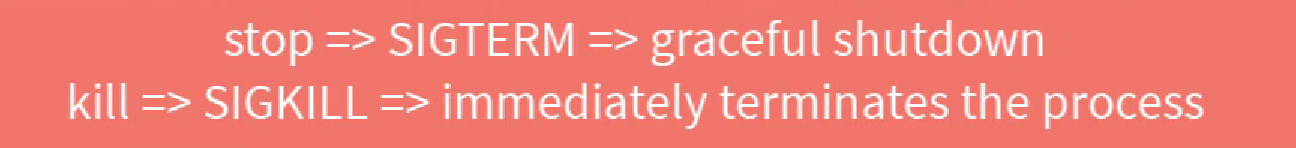 stop => SIGTERM => graceful shutdown
kill => SIGKILL => immediately terminates the process